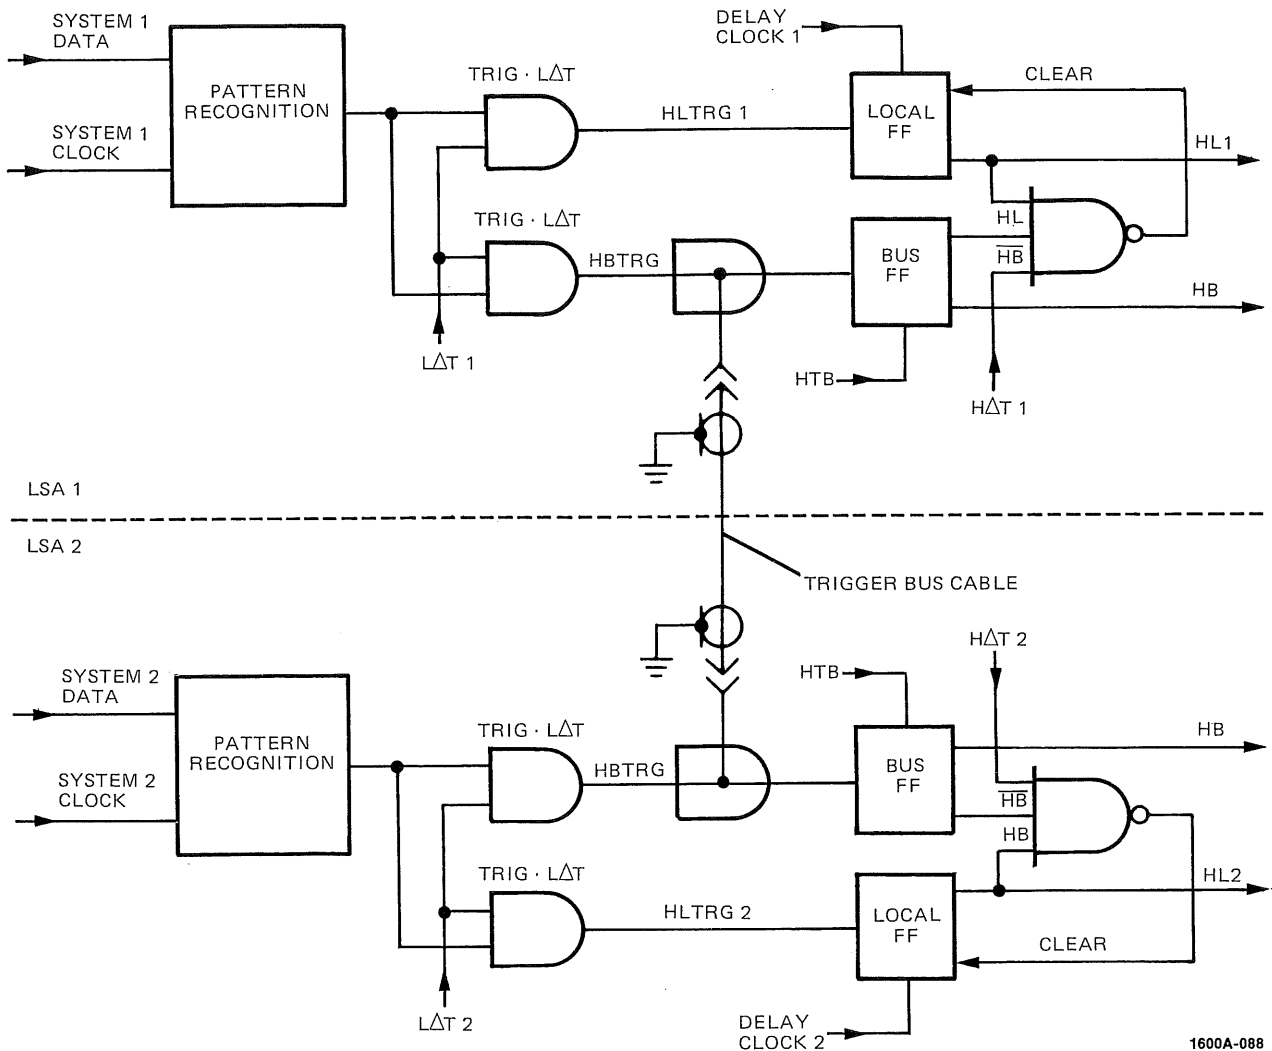 SYSTEM 1
DATA
PATTERN
RECOGNITION
SYSTEM 1
CLOCK
TRIG · L△T
HLTRG 1
DELAY
CLOCK 1
LOCAL
FF
CLEAR
HL1
TRIG · L△T
HBTRG
BUS
FF
HL
H̅B̅
HB
L△T 1
HTB
H△T 1
LSA 1
LSA 2
TRIGGER BUS CABLE
SYSTEM 2
DATA
PATTERN
RECOGNITION
SYSTEM 2
CLOCK
TRIG · L△T
HBTRG
HTB
BUS
FF
H△T 2
HB
H̅B̅
HB
TRIG · L△T
HLTRG 2
LOCAL
FF
HL2
CLEAR
L△T 2
DELAY
CLOCK 2
1600A-088